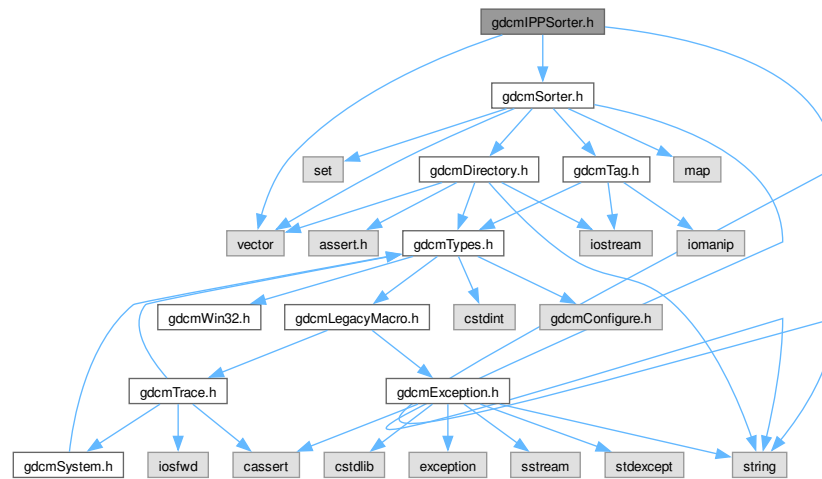 gdcmIPPSorter.h
gdcmSorter.h
set
gdcmDirectory.h
gdcmTag.h
map
vector
assert.h
gdcmTypes.h
iostream
iomanip
gdcmWin32.h
gdcmLegacyMacro.h
cstdint
gdcmConfigure.h
gdcmTrace.h
gdcmException.h
gdcmSystem.h
iosfwd
cassert
cstdlib
exception
sstream
stdexcept
string